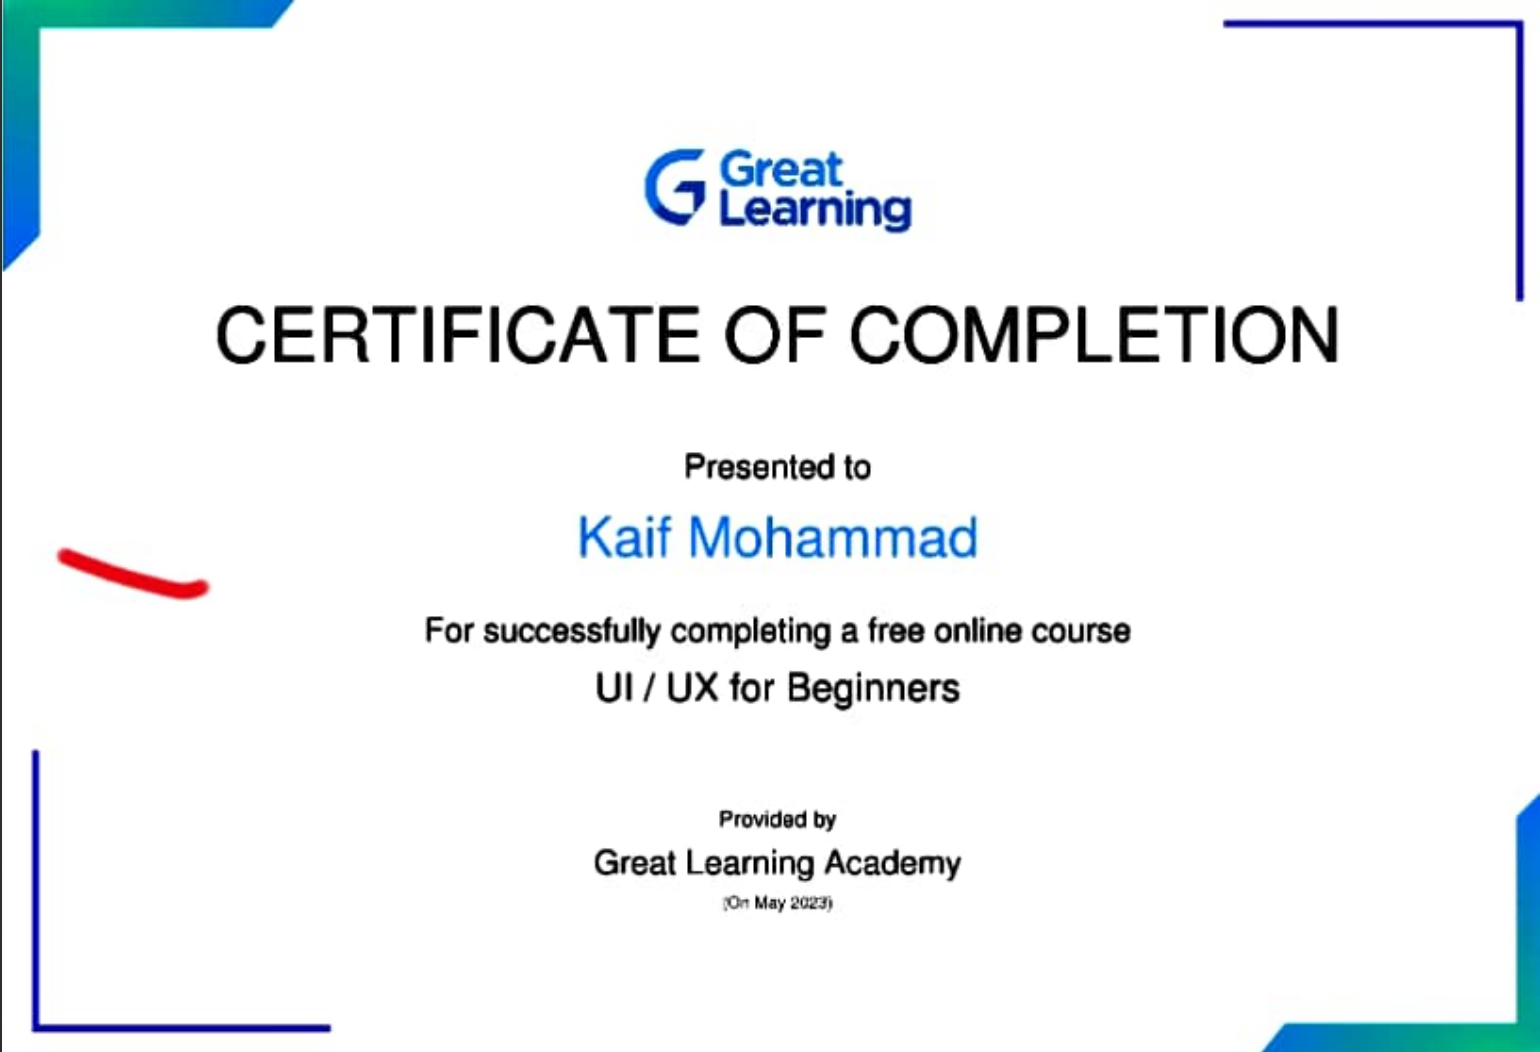 Great
Learning
CERTIFICATE OF COMPLETION
Presented to
Kaif Mohammad
For successfully completing a free online course
UI / UX for Beginners
Provided by
Great Learning Academy
(On May 2023)